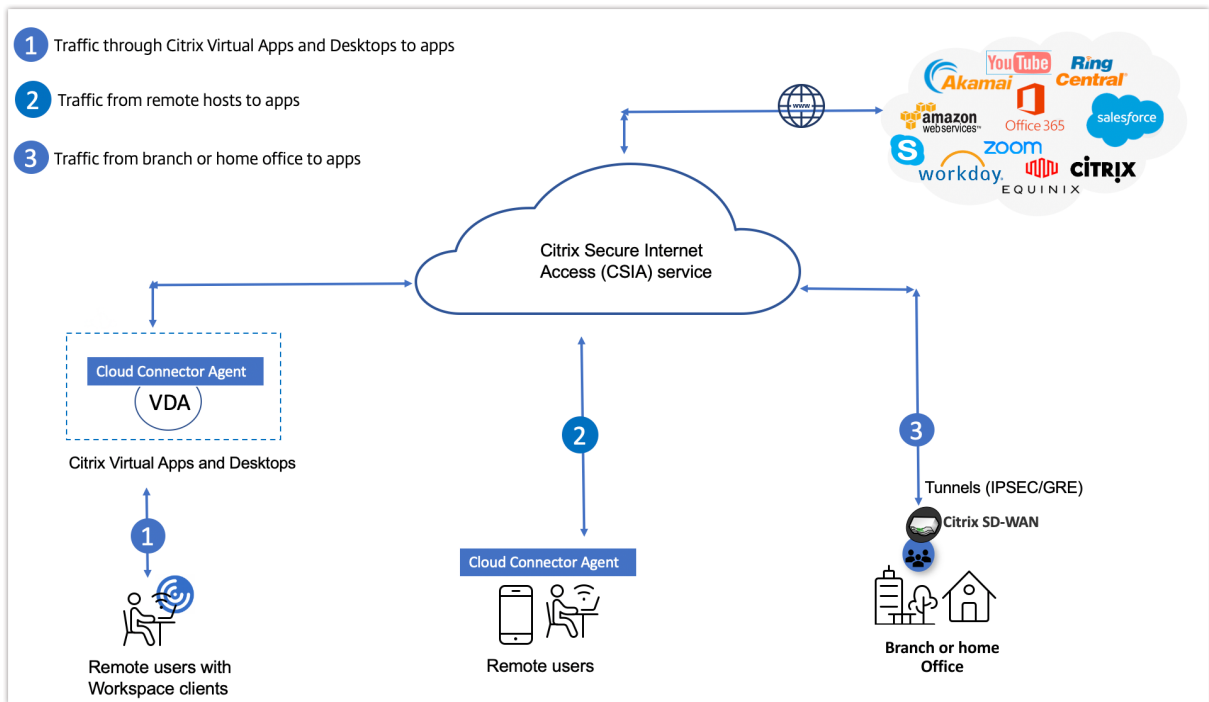 1 Traffic through Citrix Virtual Apps and Desktops to apps
2 Traffic from remote hosts to apps
3 Traffic from branch or home office to apps
www
Akamai
YouTube
Ring
Central
amazon
webservices™
Office 365
salesforce
S
zoom
workday.
EQUINIX
CITRIX
Citrix Secure Internet
Access (CSIA) service
Cloud Connector Agent
VDA
Citrix Virtual Apps and Desktops
1
Remote users with
Workspace clients
2
Cloud Connector Agent
Remote users
3
Tunnels (IPSEC/GRE)
Citrix SD-WAN
Branch or home
Office